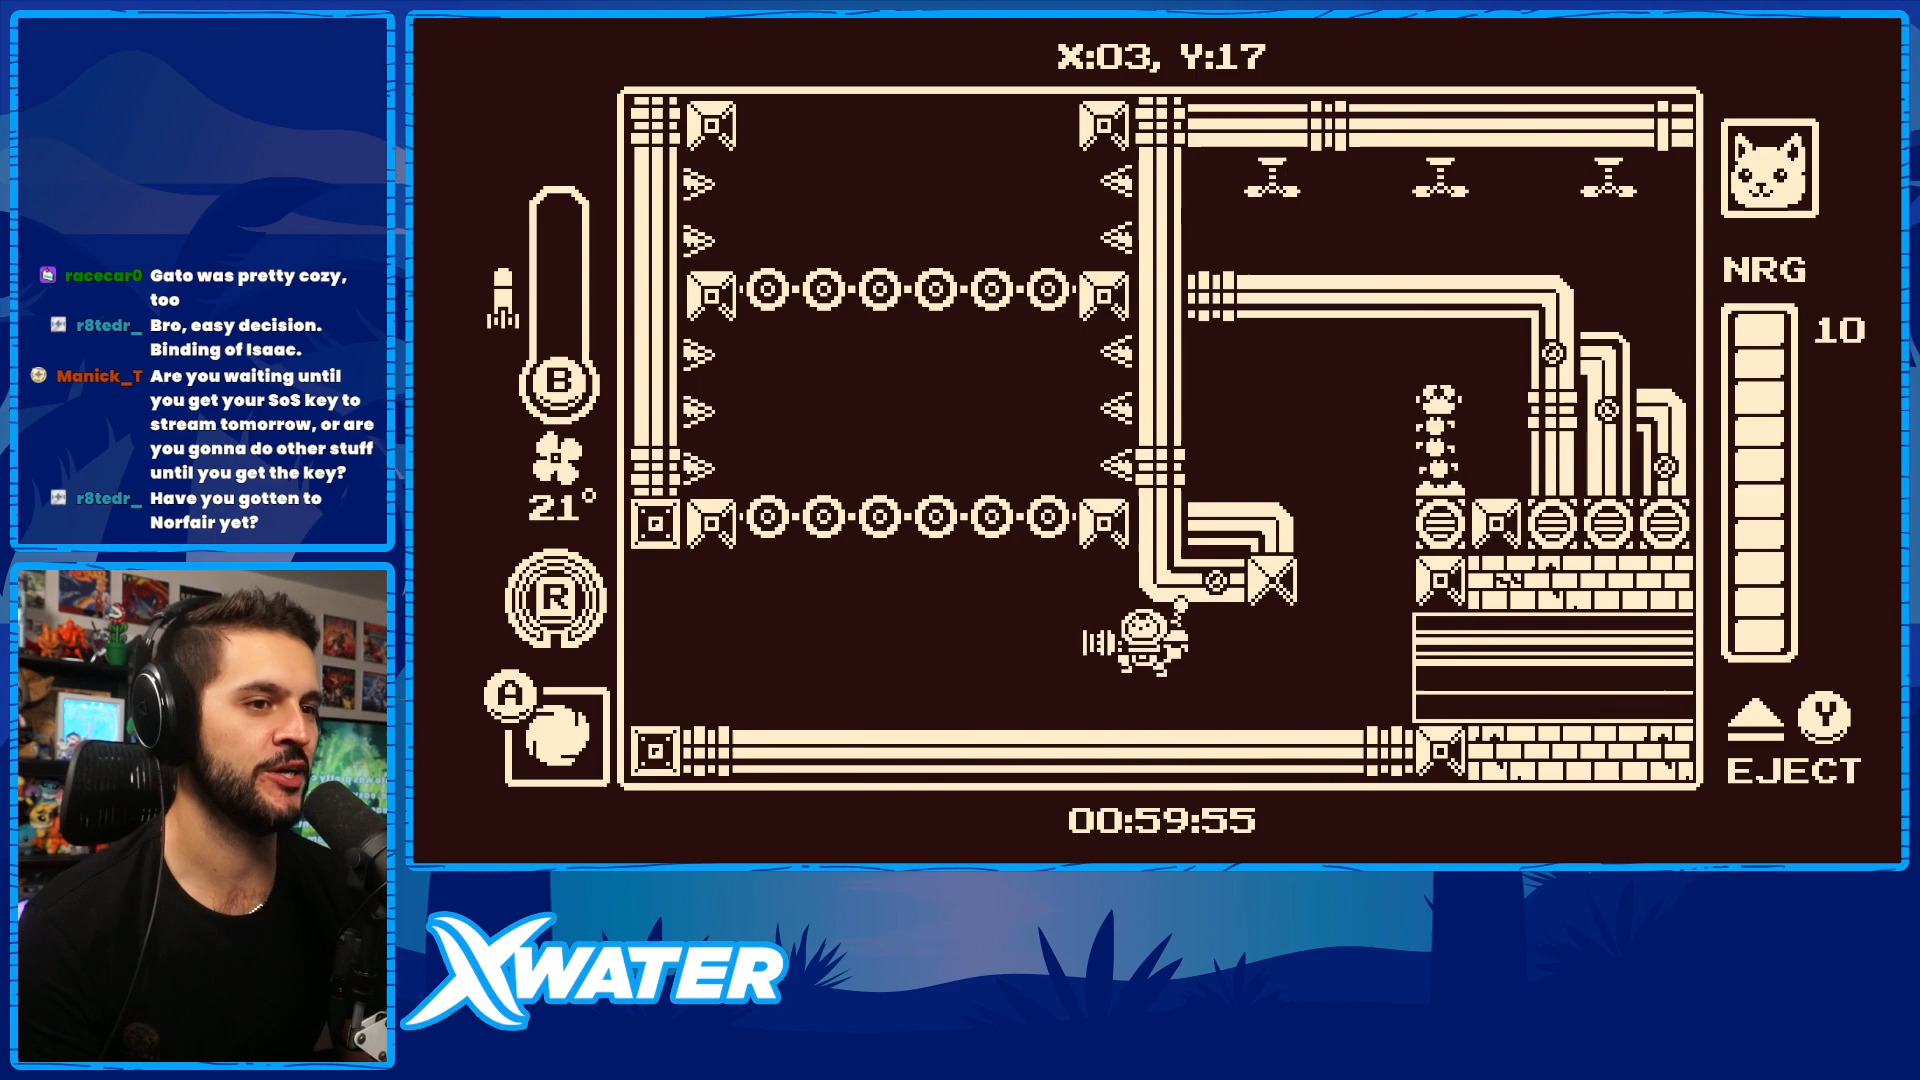 X:03, Y:17
racecar0 Gato was pretty cozy,
too
r8tedr_ Bro, easy decision.
Binding of Isaac.
Manick_T Are you waiting until
you get your SoS key to
stream tomorrow, or are
you gonna do other stuff
until you get the key?
r8tedr_ Have you gotten to
Norfair yet?
B
21°
R
A
NRG
10
Y
EJECT
00:59:55
XWATER